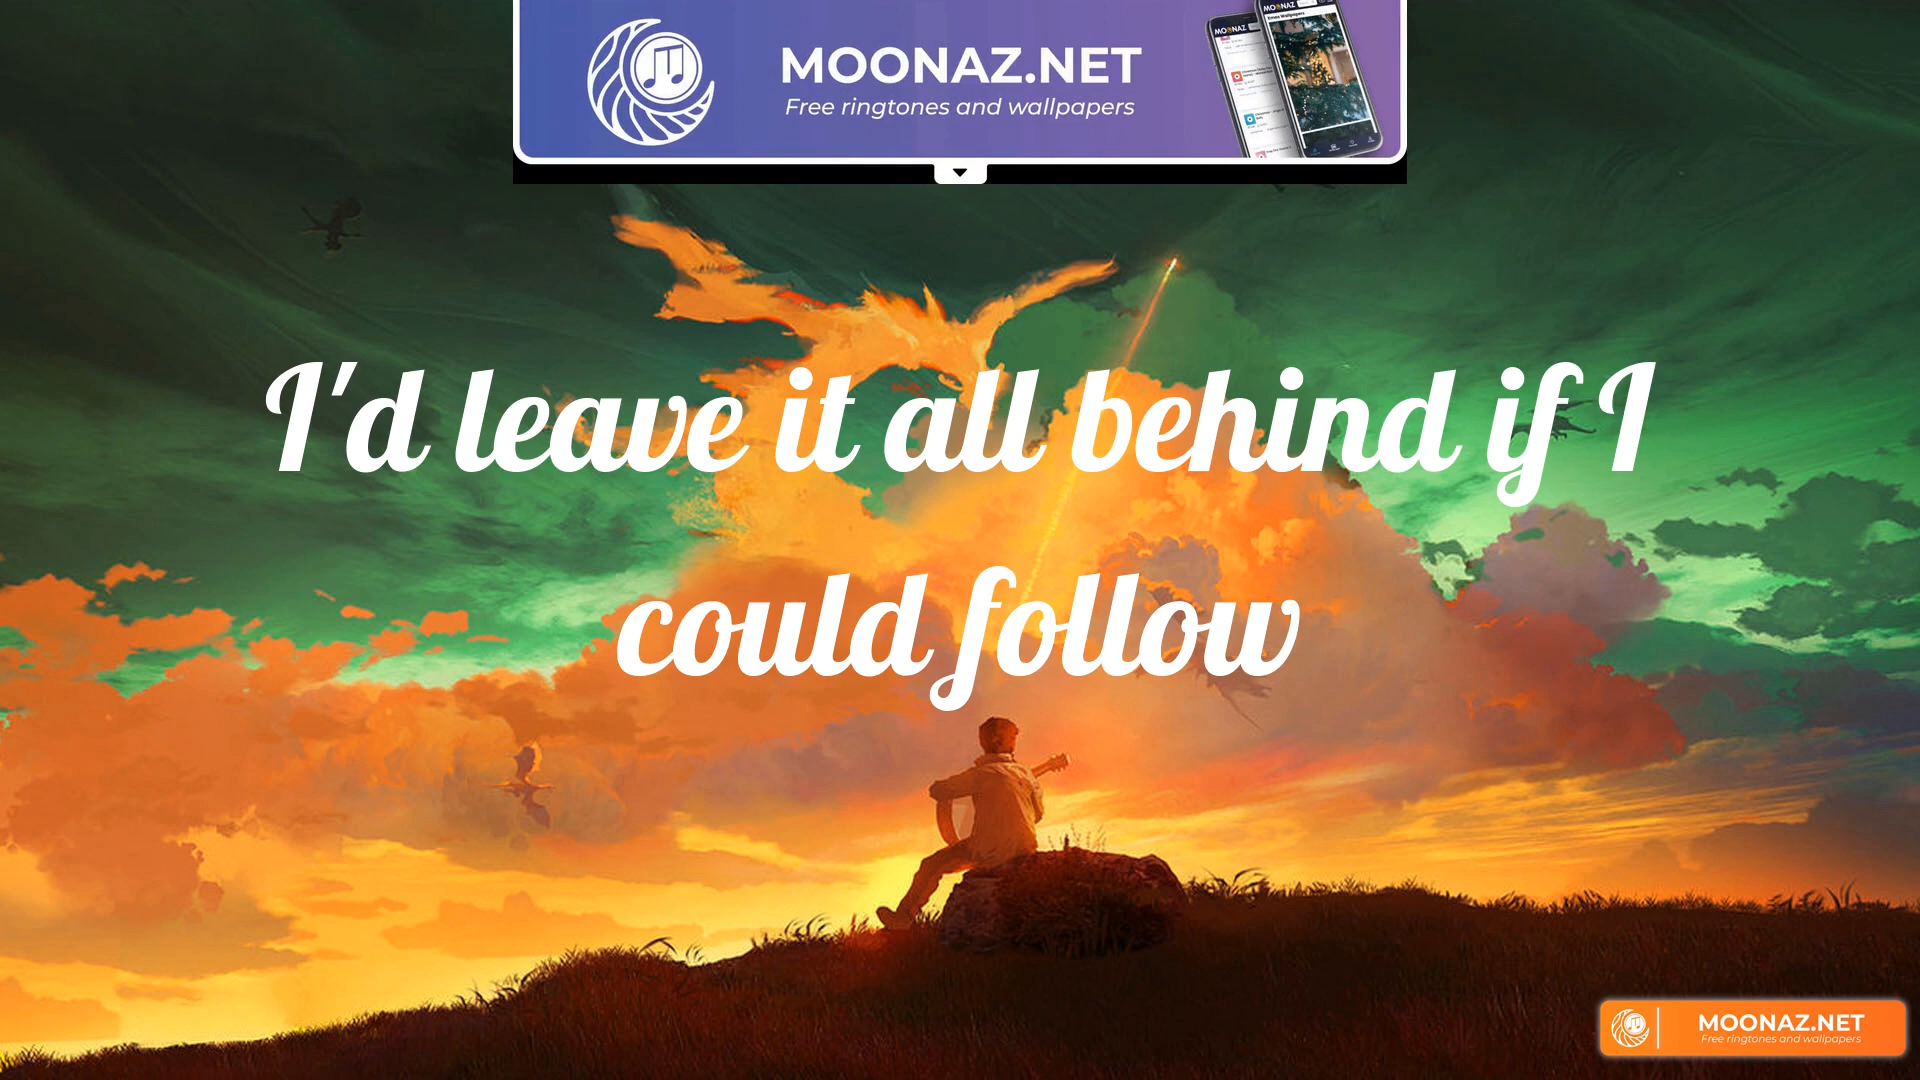 MOONAZ.NET
Free ringtones and wallpapers
I'd leave it all behind if I
could follow
MOONAZ.NET
Free ringtones and wallpapers